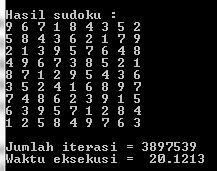 Hasil sudoku :
9 6 7 1 8 4 3 5 2
5 8 4 3 6 2 1 7 9
2 1 3 9 5 7 6 4 8
4 9 6 7 3 8 5 2 1
8 7 1 2 9 5 4 3 6
3 5 2 4 1 6 8 9 7
7 4 8 6 2 3 9 1 5
6 3 9 5 7 1 2 8 4
1 2 5 8 4 9 7 6 3
Jumlah iterasi = 3897539
Waktu eksekusi =  20.1213